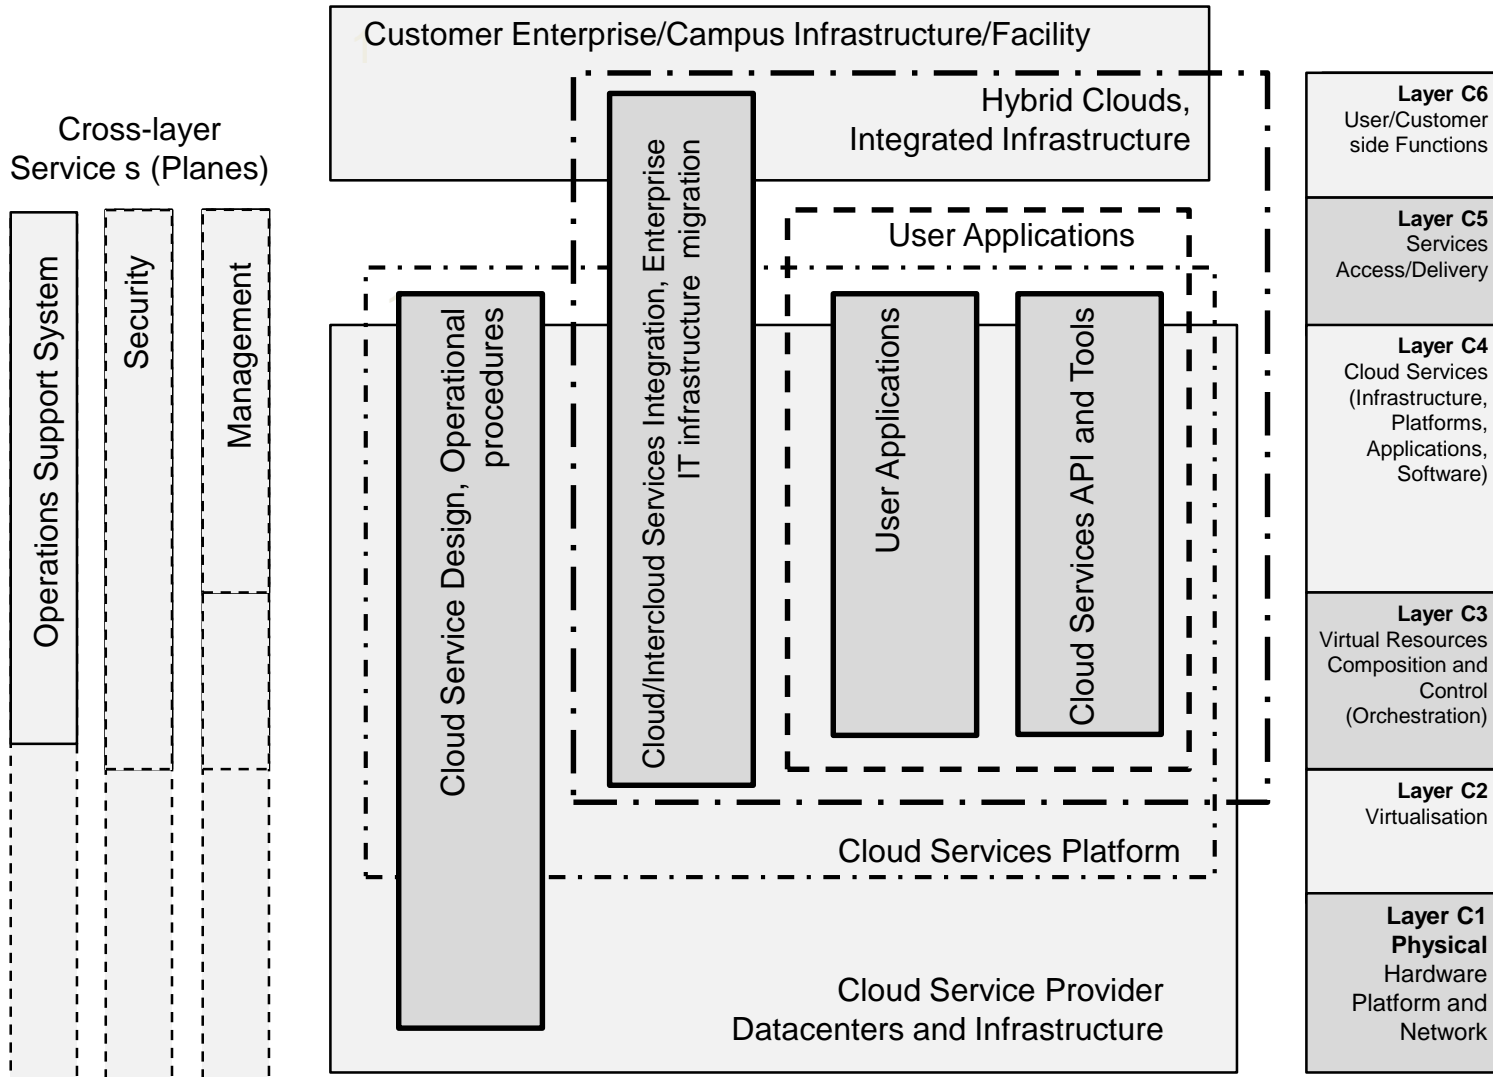 Customer Enterprise/Campus Infrastructure/Facility
Hybrid Clouds,
Integrated Infrastructure
Cross-layer
Service s (Planes)
Operations Support System
Security
Management
User Applications
Cloud Service Design, Operational
procedures
Cloud/Intercloud Services Integration, Enterprise
IT infrastructure migration
User Applications
Cloud Services API and Tools
Cloud Services Platform
Cloud Service Provider
Datacenters and Infrastructure
Layer C6
User/Customer
side Functions
Layer C5
Services
Access/Delivery
Layer C4
Cloud Services
(Infrastructure,
Platforms,
Applications,
Software)
Layer C3
Virtual Resources
Composition and
Control
(Orchestration)
Layer C2
Virtualisation
Layer C1
Physical
Hardware
Platform and
Network